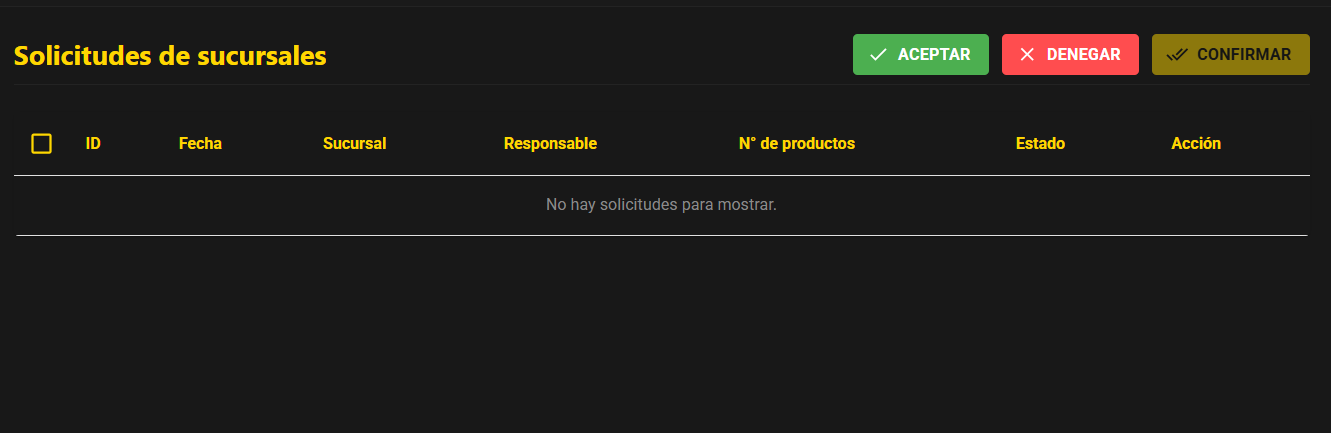 Solicitudes de sucursales
ACEPTAR
DENEGAR
CONFIRMAR
ID Fecha Sucursal Responsable N° de productos Estado Acción
No hay solicitudes para mostrar.